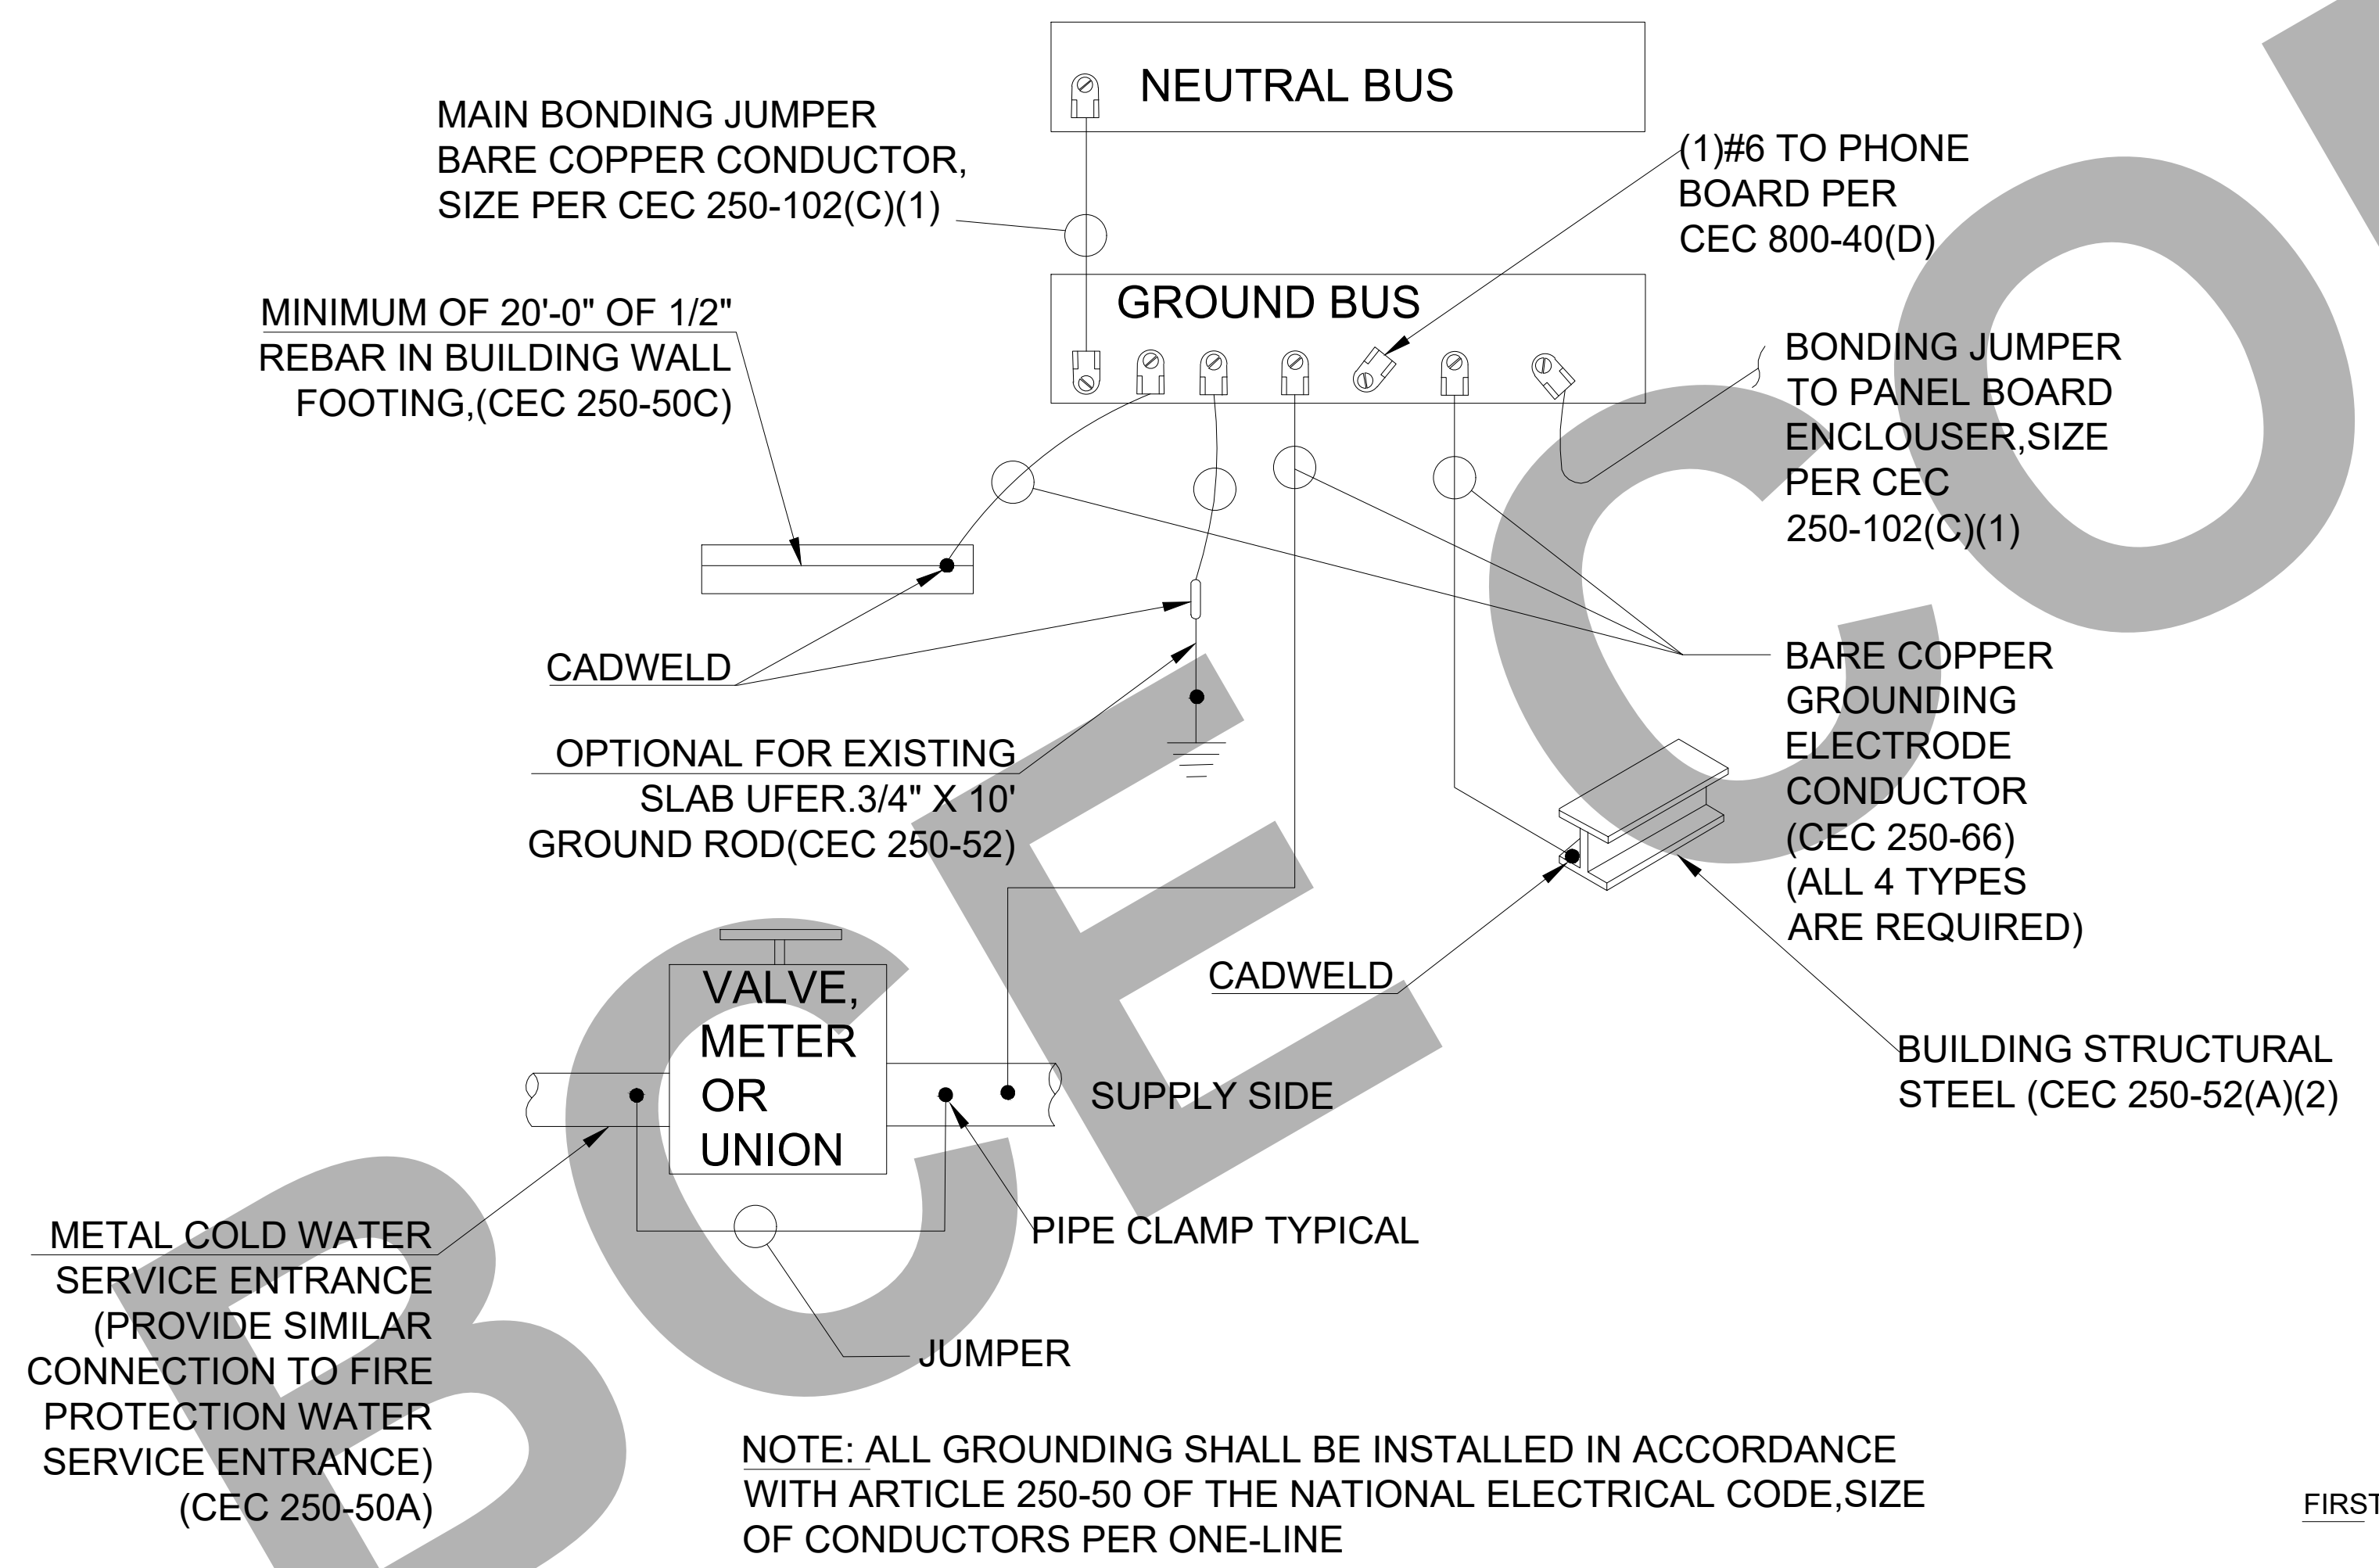 NEUTRAL BUS
MAIN BONDING JUMPER
BARE COPPER CONDUCTOR,
SIZE PER CEC 250-102(C)(1)
(1)#6 TO PHONE
BOARD PER
CEC 800-40(D)
GROUND BUS
MINIMUM OF 20'-0" OF 1/2"
REBAR IN BUILDING WALL
FOOTING,(CEC 250-50C)
BONDING JUMPER
TO PANEL BOARD
ENCLOUSER,SIZE
PER CEC
250-102(C)(1)
CADWELD
OPTIONAL FOR EXISTING
SLAB UFER.3/4" X 10'
GROUND ROD(CEC 250-52)
BARE COPPER
GROUNDING
ELECTRODE
CONDUCTOR
(CEC 250-66)
(ALL 4 TYPES
ARE REQUIRED)
CADWELD
BUILDING STRUCTURAL
STEEL (CEC 250-52(A)(2)
VALVE,
METER
OR
UNION
SUPPLY SIDE
PIPE CLAMP TYPICAL
METAL COLD WATER
SERVICE ENTRANCE
(PROVIDE SIMILAR
CONNECTION TO FIRE
PROTECTION WATER
SERVICE ENTRANCE)
(CEC 250-50A)
JUMPER
NOTE: ALL GROUNDING SHALL BE INSTALLED IN ACCORDANCE
WITH ARTICLE 250-50 OF THE NATIONAL ELECTRICAL CODE,SIZE
OF CONDUCTORS PER ONE-LINE
FIRST
BCE CO